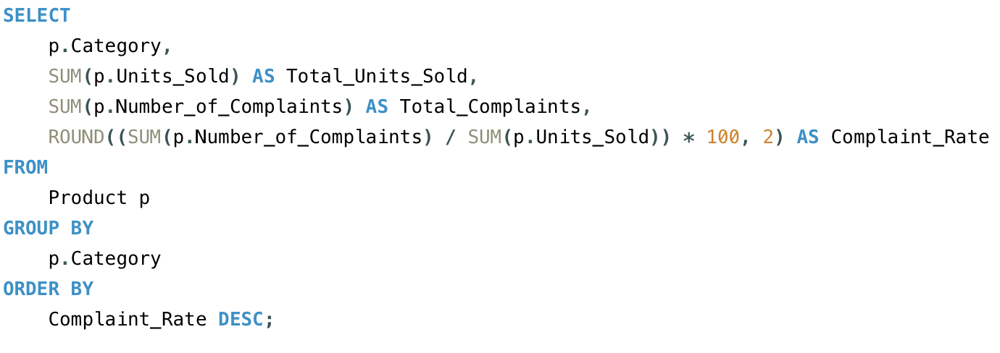 SELECT
    p.Category,
    SUM(p.Units_Sold) AS Total_Units_Sold,
    SUM(p.Number_of_Complaints) AS Total_Complaints,
    ROUND((SUM(p.Number_of_Complaints) / SUM(p.Units_Sold)) * 100, 2) AS Complaint_Rate
FROM
    Product p
GROUP BY
    p.Category
ORDER BY
    Complaint_Rate DESC;